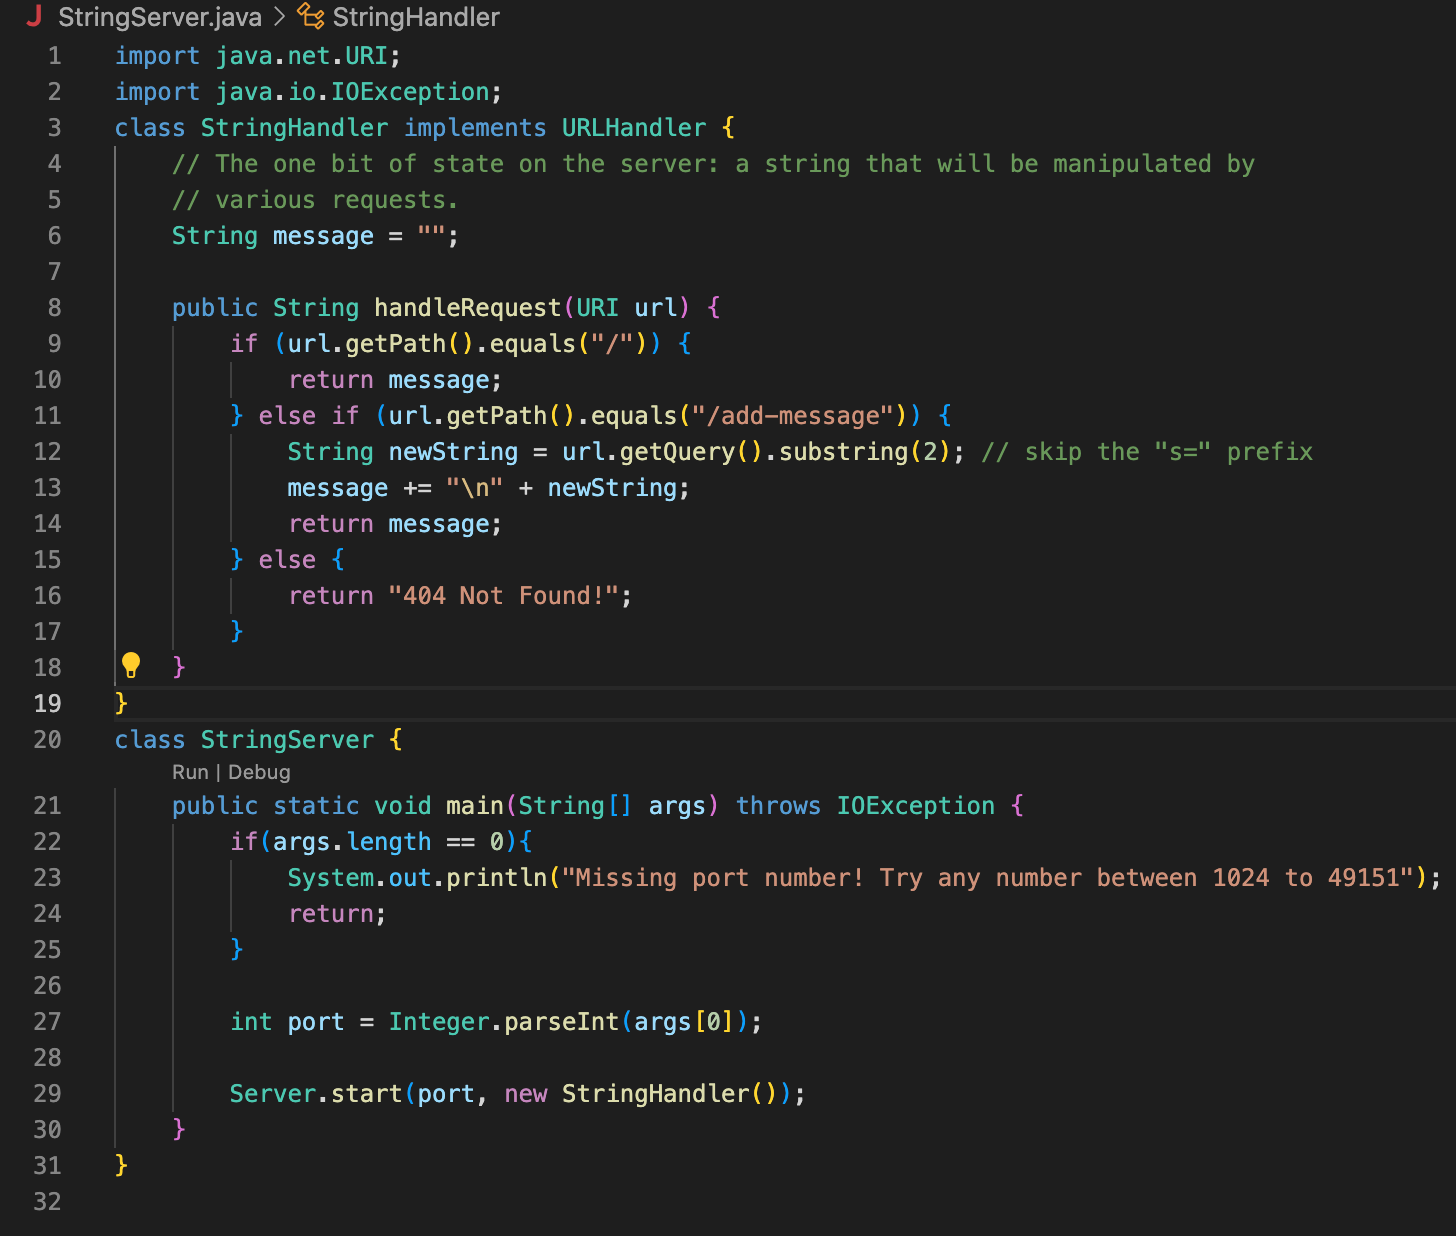 StringServer.java > StringHandler
1 import java.net.URI;
2 import java.io.IOException;
3 class StringHandler implements URLHandler {
4     // The one bit of state on the server: a string that will be manipulated by
5     // various requests.
6     String message = "";
7
8     public String handleRequest(URI url) {
9         if (url.getPath().equals("/")) {
10             return message;
11         } else if (url.getPath().equals("/add-message")) {
12             String newString = url.getQuery().substring(2); // skip the "s=" prefix
13             message += "\n" + newString;
14             return message;
15         } else {
16             return "404 Not Found!";
17         }
18     }
19 }
20 class StringServer {
Run | Debug
21     public static void main(String[] args) throws IOException {
22         if(args.length == 0){
23             System.out.println("Missing port number! Try any number between 1024 to 49151");
24             return;
25         }
26
27         int port = Integer.parseInt(args[0]);
28
29         Server.start(port, new StringHandler());
30     }
31 }
32